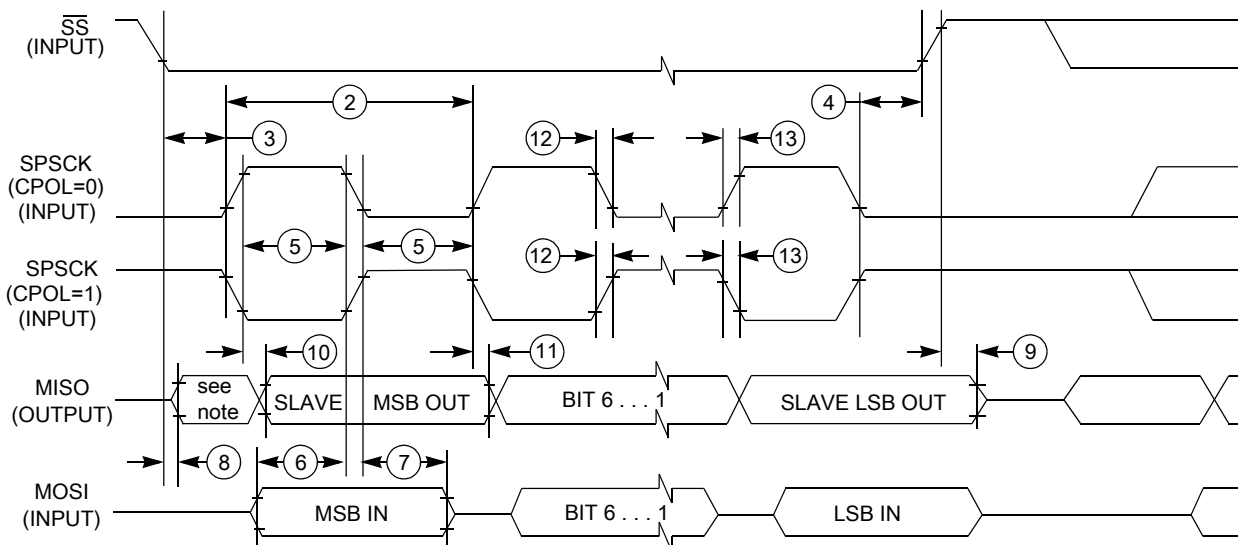 SS
(INPUT)
2
4
3
12
13
SPSCK
(CPOL=0)
(INPUT)
5
5
SPSCK
(CPOL=1)
(INPUT)
12
13
10
11
9
MISO
(OUTPUT)
see
note
SLAVE
MSB OUT
BIT 6 . . . 1
SLAVE LSB OUT
8
6
7
MOSI
(INPUT)
MSB IN
BIT 6 . . . 1
LSB IN